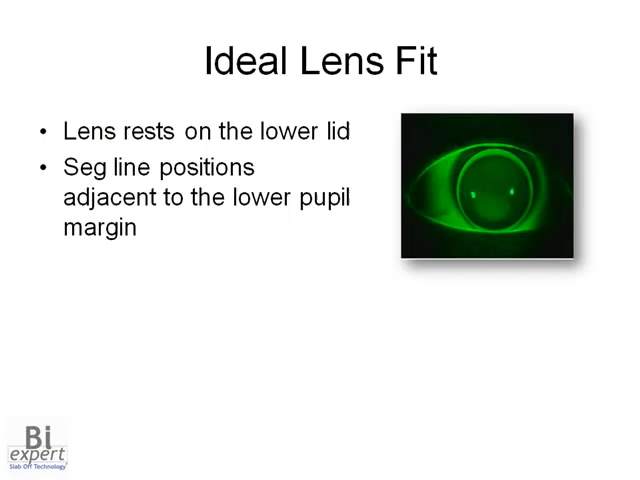 Ideal Lens Fit
• Lens rests on the lower lid
• Seg line positions
adjacent to the lower pupil
margin
Bi
expert
Slab Off Technology